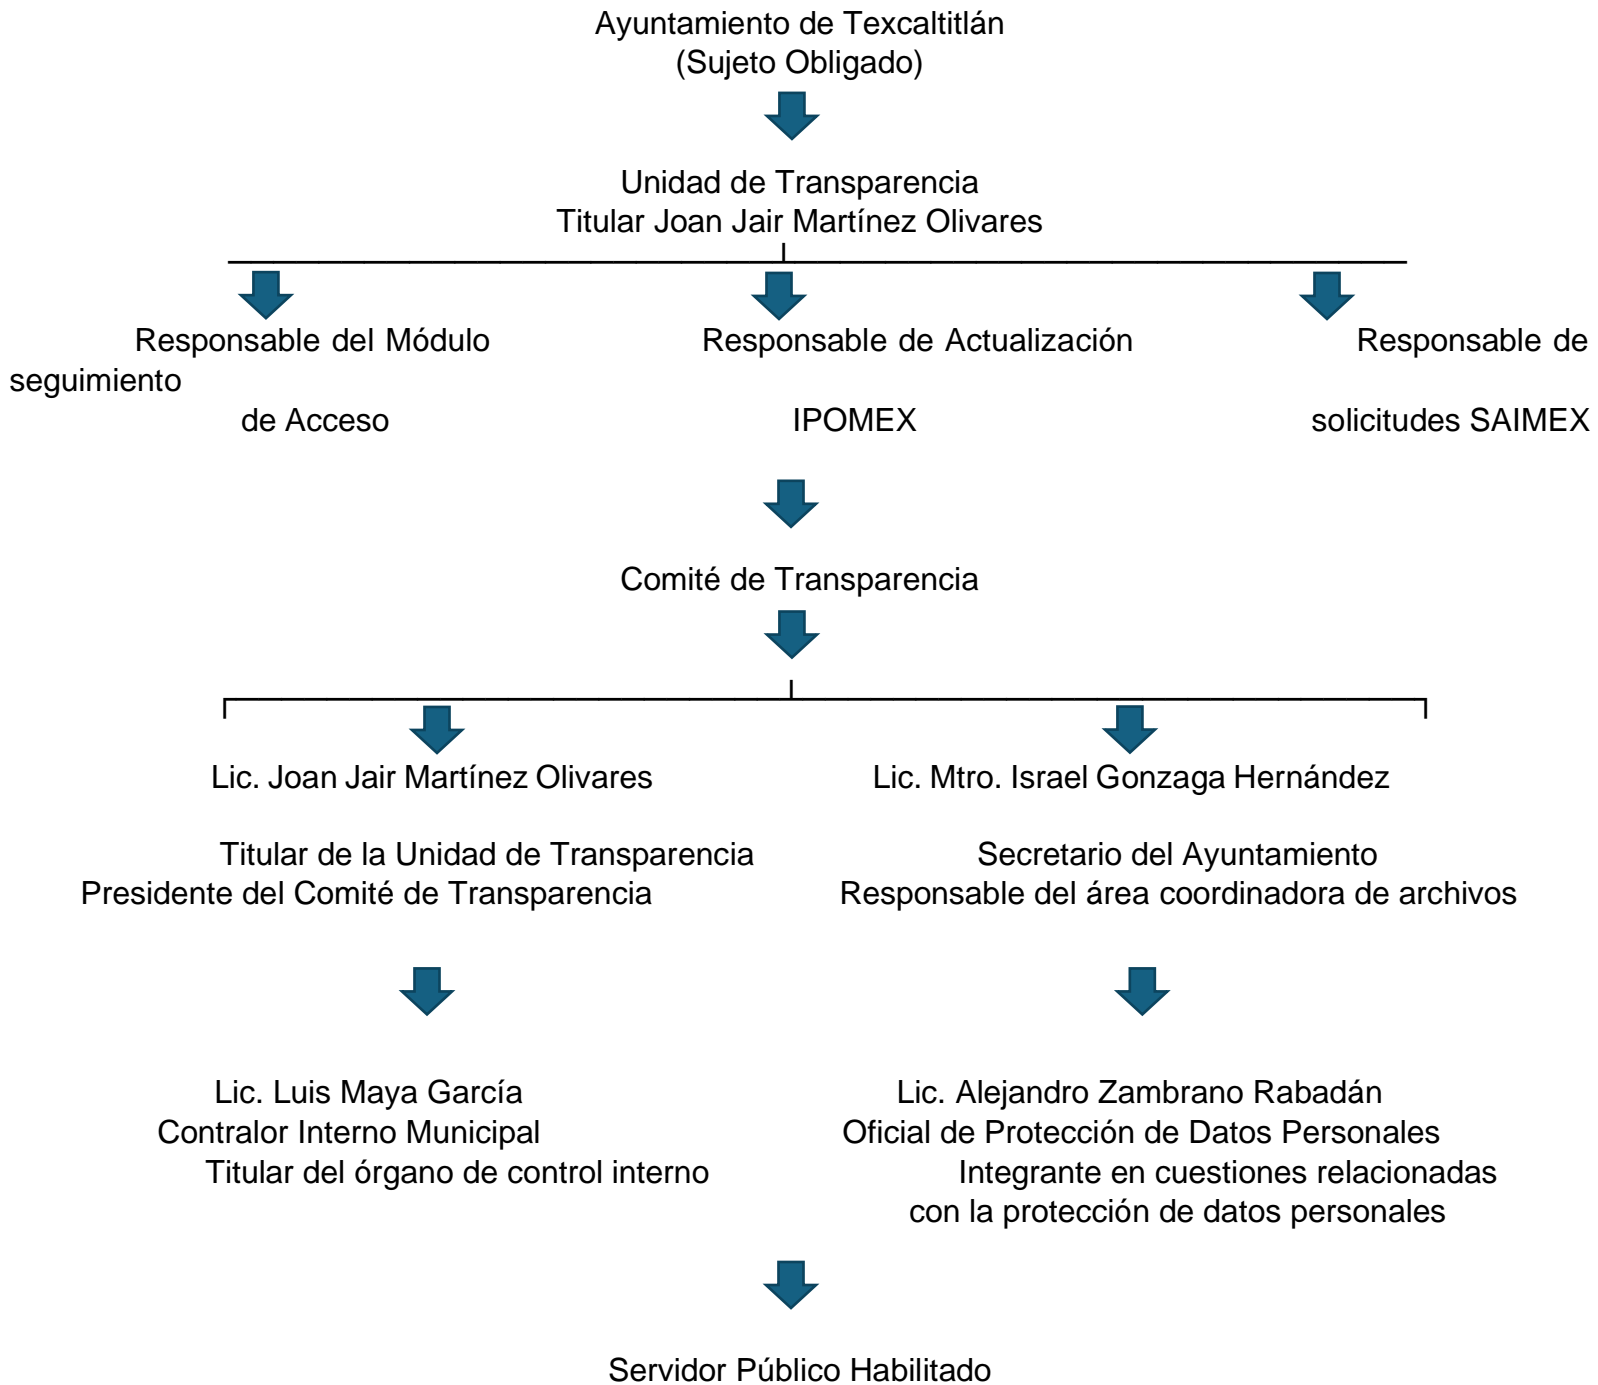 Ayuntamiento de Texcaltitlán
(Sujeto Obligado)
Unidad de Transparencia
Titular Joan Jair Martínez Olivares
Responsable del Módulo Responsable de Actualización Responsable de
seguimiento
de Acceso IPOMEX solicitudes SAIMEX
Comité de Transparencia
Lic. Joan Jair Martínez Olivares Lic. Mtro. Israel Gonzaga Hernández
Titular de la Unidad de Transparencia Secretario del Ayuntamiento
Presidente del Comité de Transparencia Responsable del área coordinadora de archivos
Lic. Luis Maya García Lic. Alejandro Zambrano Rabadán
Contralor Interno Municipal Oficial de Protección de Datos Personales
Titular del órgano de control interno Integrante en cuestiones relacionadas
con la protección de datos personales
Servidor Público Habilitado